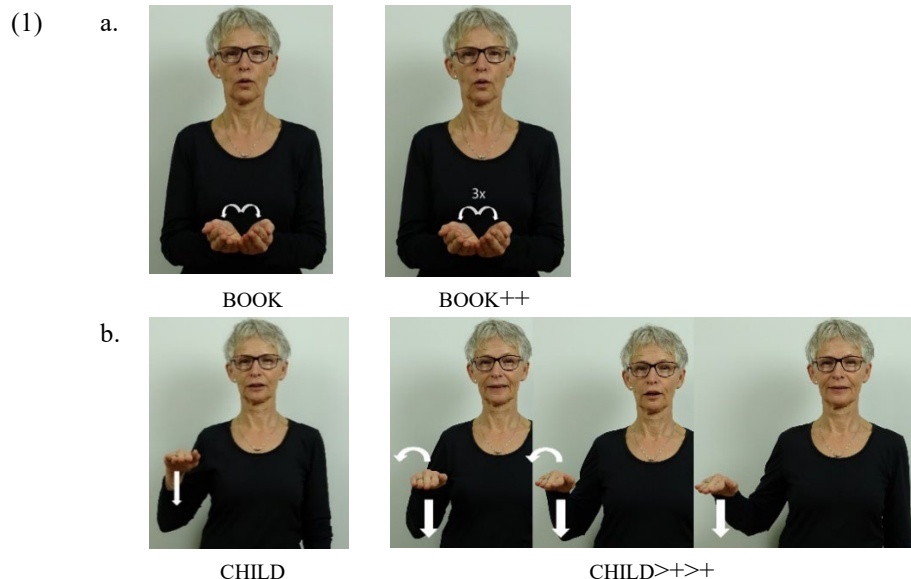 (1) a.
3x
BOOK BOOK++
b.
CHILD CHILD>+>+